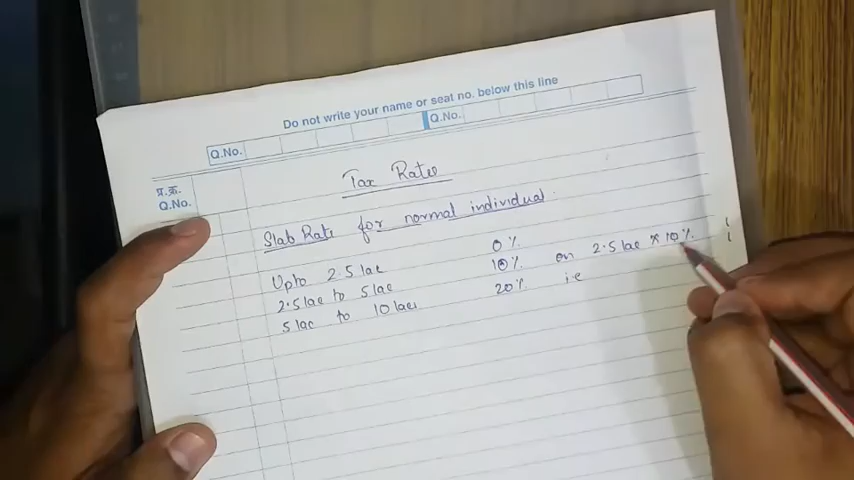 Do not write your name or seat no. below this line
Q.No. Q.No.
प्र.क्र.
Q.No.
Tax Rates
Slab Rate for normal individual
Upto 2.5 lac 0%
2.5 lac to 5 lac 10% on 2.5 lac x 10%
5 lac to 10 lacs 20% i.e